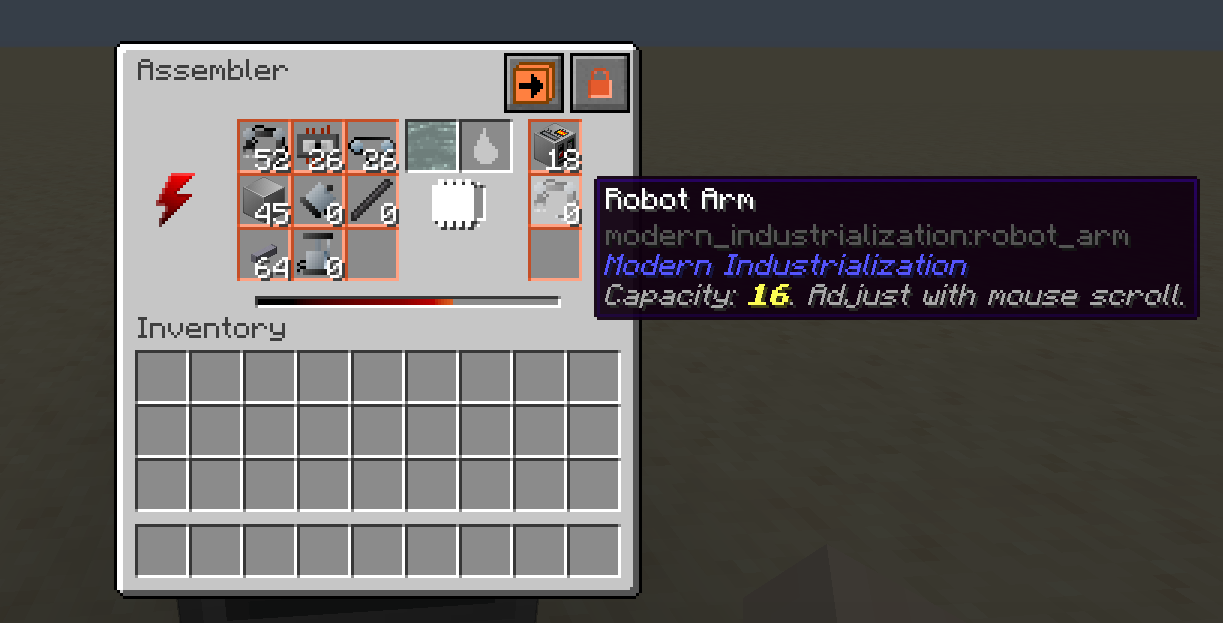 Assembler
52 26 26 18
45 0 0 0
64 0
Robot Arm
modern_industrialization:robot_arm
Modern Industrialization
Capacity: 16. Adjust with mouse scroll.
Inventory